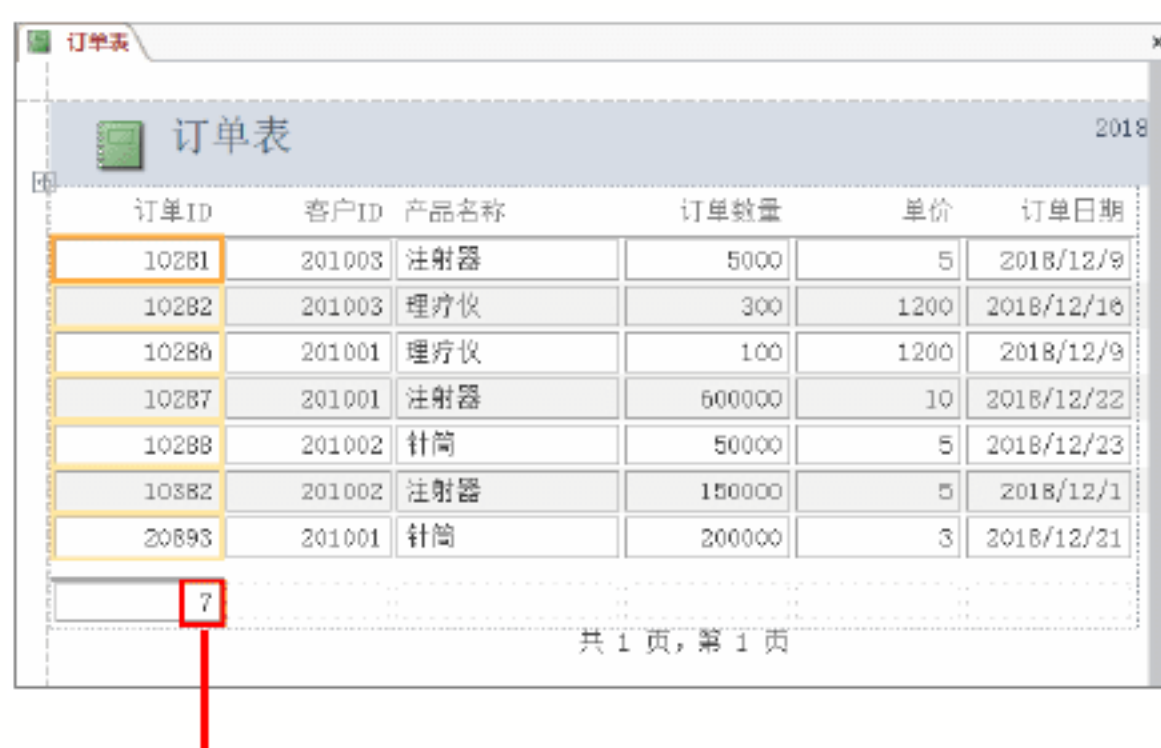 订单表
订单表 2018
订单ID 客户ID 产品名称 订单数量 单价 订单日期
10281 201003 注射器 5000 5 2018/12/9
10282 201003 理疗仪 300 1200 2018/12/16
10286 201001 理疗仪 100 1200 2018/12/9
10287 201001 注射器 600000 10 2018/12/22
10288 201002 针筒 50000 5 2018/12/23
10382 201002 注射器 150000 5 2018/12/1
20893 201001 针筒 200000 3 2018/12/21
7
共 1 页，第 1 页